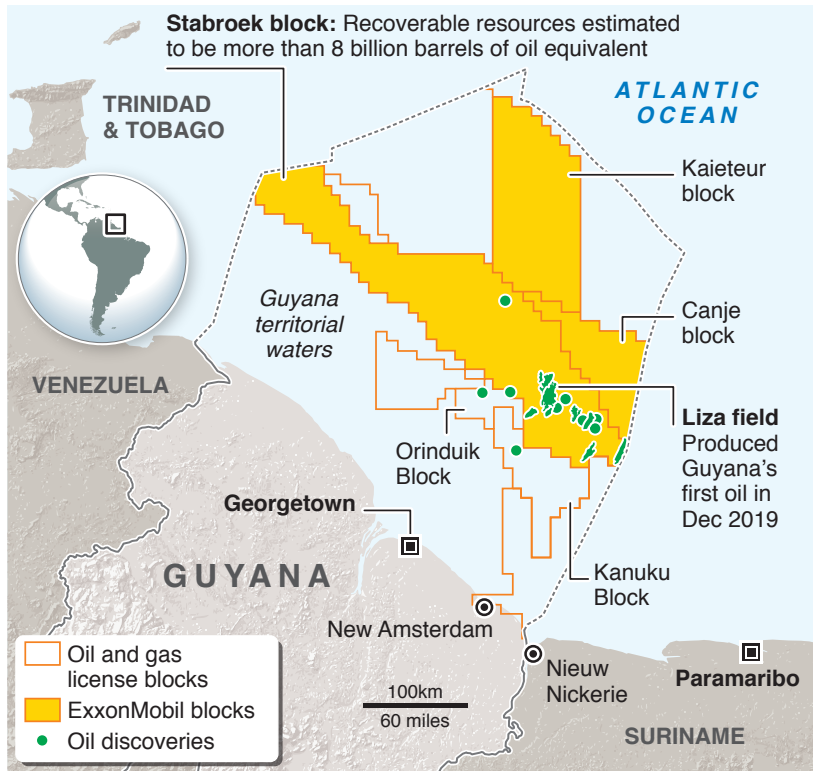 Stabroek block: Recoverable resources estimated
to be more than 8 billion barrels of oil equivalent
TRINIDAD
& TOBAGO
ATLANTIC
OCEAN
Kaieteur
block
Guyana
territorial
waters
Canje
block
VENEZUELA
Liza field
Produced
Guyana's
first oil in
Dec 2019
Orinduik
Block
Georgetown
GUYANA
Kanuku
Block
New Amsterdam
Nieuw
Nickerie
Paramaribo
SURINAME
Oil and gas
license blocks
ExxonMobil blocks
Oil discoveries
100km
60 miles